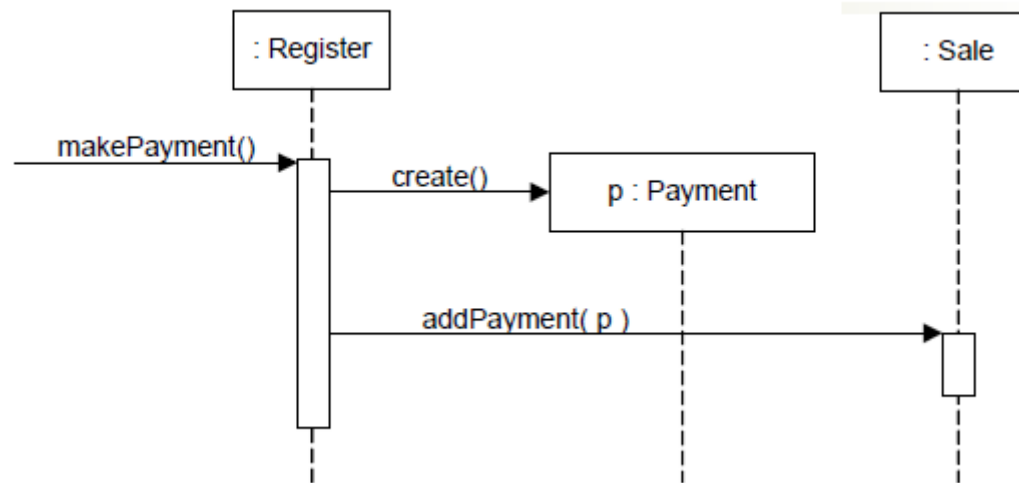 : Register
: Sale
makePayment()
create()
p : Payment
addPayment( p )